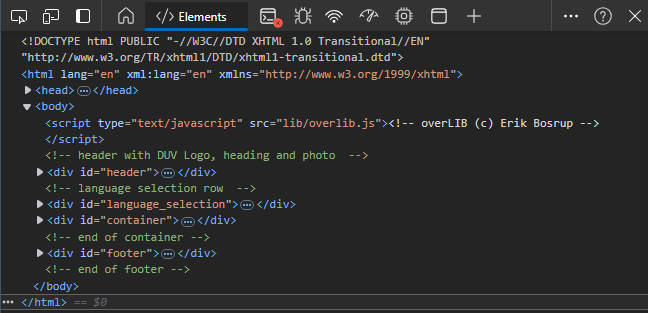 Elements
<!DOCTYPE html PUBLIC "-//W3C//DTD XHTML 1.0 Transitional//EN"
"http://www.w3.org/TR/xhtml1/DTD/xhtml1-transitional.dtd">
<html lang="en" xml:lang="en" xmlns="http://www.w3.org/1999/xhtml">
<head>…</head>
<body>
<script type="text/javascript" src="lib/overlib.js"><!-- overLIB (c) Erik Bosrup -->
</script>
<!-- header with DUV Logo, heading and photo  -->
<div id="header">…</div>
<!-- language selection row  -->
<div id="language_selection">…</div>
<div id="container">…</div>
<!-- end of container -->
<div id="footer">…</div>
<!-- end of footer -->
</body>
… </html> == $0